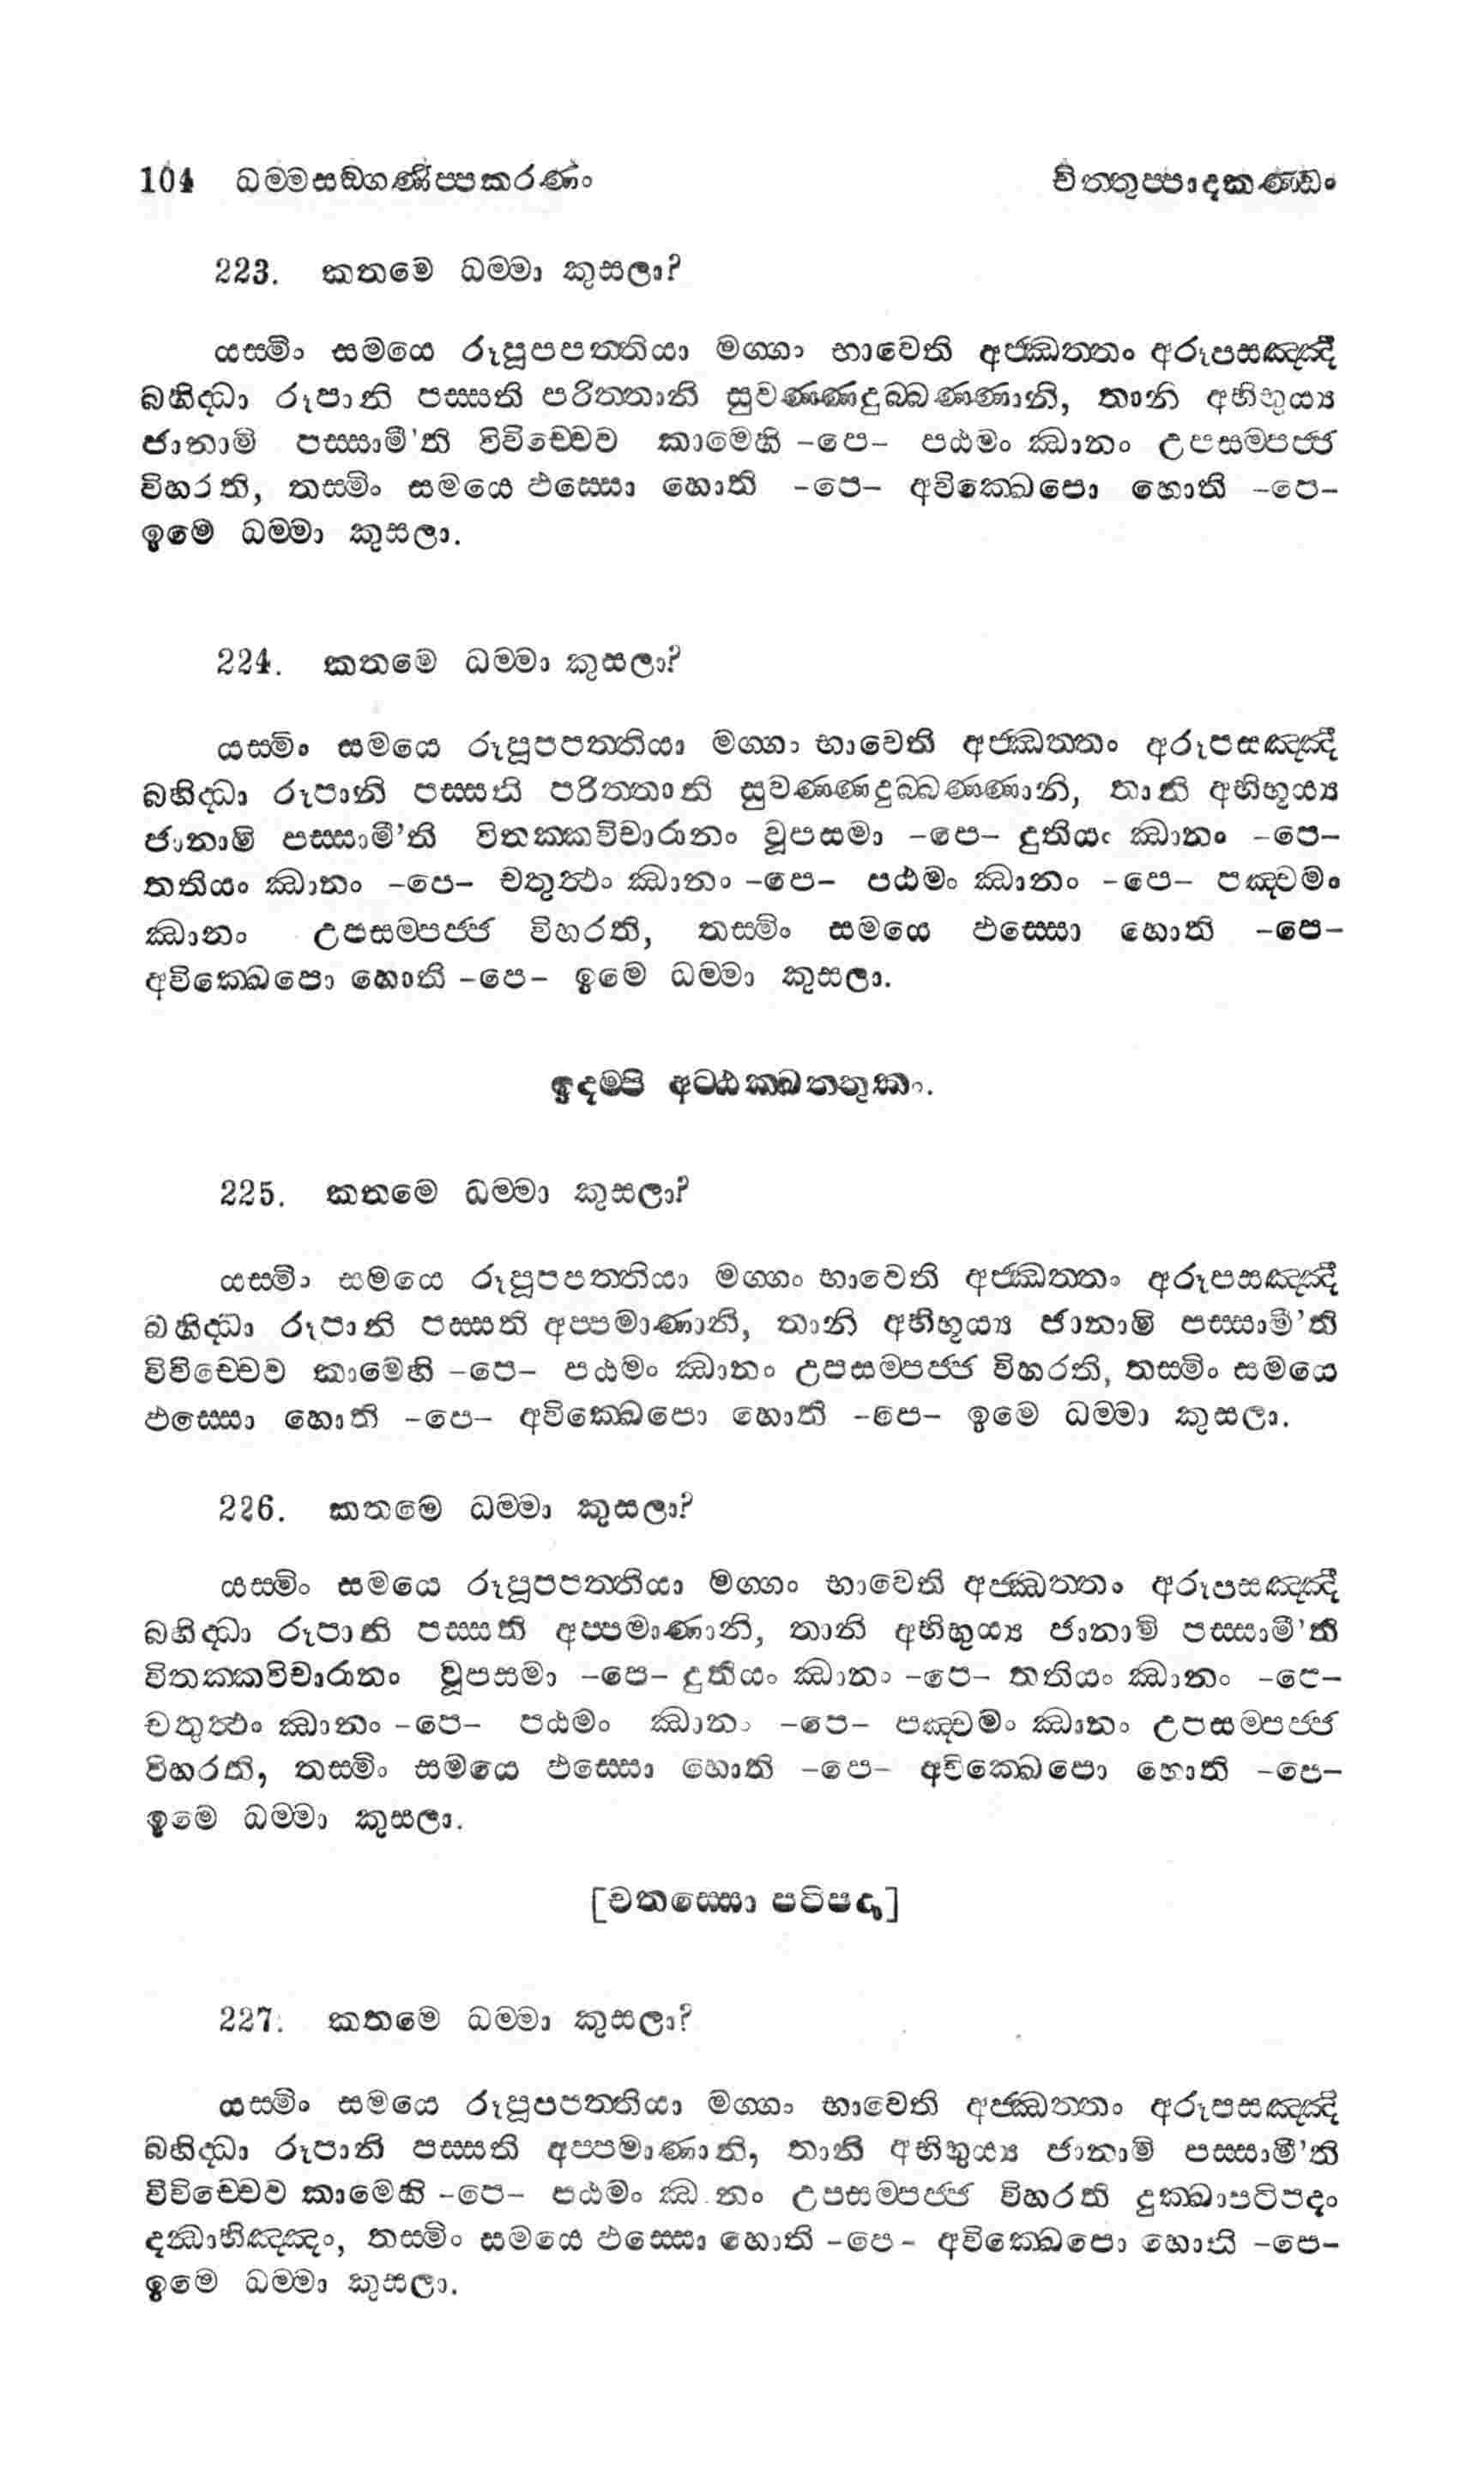 104 ධම්මසඞ්ගණිප්පකරණං චිත්තුප්පාදකණ්ඩං
223. කතමෙ ධම්මා කුසලා?
යස්මිං සමයෙ රූපූපපත්තියා මග්ගං භාවෙති අජ්ඣත්තං අරූපසඤ්ඤී
බහිද්ධා රූපානි පස්සති පරිත්තානි සුවණ්ණදුබ්බණ්ණානි, තානි අභිභුය්‍ය
ජානාමි පස්සාමී'ති විවිච්චෙව කාමෙහි -පෙ- පඨමං ඣානං උපසම්පජ්ජ
විහරති, තස්මිං සමයෙ ඵස්සො හොති -පෙ- අවික්ඛෙපො හොති -පෙ-
ඉමෙ ධම්මා කුසලා.
224. කතමෙ ධම්මා කුසලා?
යස්මිං සමයෙ රූපූපපත්තියා මග්ගං භාවෙති අජ්ඣත්තං අරූපසඤ්ඤී
බහිද්ධා රූපානි පස්සති පරිත්තානි සුවණ්ණදුබ්බණ්ණානි, තානි අභිභූය්‍ය
ජානාමි පස්සාමී'ති විතක්කවිචාරානං වූපසමා -පෙ- දුතියං ඣානං -පෙ-
තතියං ඣානං -පෙ- චතුත්ථං ඣානං -පෙ- පඨමං ඣානං -පෙ- පඤ්චමං
ඣානං උපසම්පජ්ජ විහරති, තස්මිං සමයෙ ඵස්සො හොති -පෙ-
අවික්ඛෙපො හොති -පෙ- ඉමෙ ධම්මා කුසලා.
ඉදම්පි අට්ඨක්ඛත්තුකං.
225. කතමෙ ධම්මා කුසලා?
යස්මිං සමයෙ රූපූපපත්තියා මග්ගං භාවෙති අජ්ඣත්තං අරූපසඤ්ඤී
බහිද්ධා රූපානි පස්සති අප්පමාණානි, තානි අභිභූය්‍ය ජානාමි පස්සාමී'ති
විවිච්චෙව කාමෙහි -පෙ- පඨමං ඣානං උපසම්පජ්ජ විහරති, තස්මිං සමයෙ
ඵස්සො හොති -පෙ- අවික්ඛෙපො හොති -පෙ- ඉමෙ ධම්මා කුසලා.
226. කතමෙ ධම්මා කුසලා?
යස්මිං සමයෙ රූපූපපත්තියා මග්ගං භාවෙති අජ්ඣත්තං අරූපසඤ්ඤී
බහිද්ධා රූපානි පස්සති අප්පමාණානි, තානි අභිභුය්‍ය ජානාමි පස්සාමී'ති
විතක්කවිචාරානං වූපසමා -පෙ- දුතියං ඣානං -පෙ- තතියං ඣානං -පෙ-
චතුත්ථං ඣානං -පෙ- පඨමං ඣානං -පෙ- පඤ්චමං ඣානං උපසම්පජ්ජ
විහරති, තස්මිං සමයෙ ඵස්සො හොති -පෙ- අවික්ඛෙපො හොති -පෙ-
ඉමෙ ධම්මා කුසලා.
[චතස්සො පටිපදා]
227. කතමෙ ධම්මා කුසලා?
යස්මිං සමයෙ රූපූපපත්තියා මග්ගං භාවෙති අජ්ඣත්තං අරූපසඤ්ඤී
බහිද්ධා රූපානි පස්සති අප්පමාණානි, තානි අභිභුය්‍ය ජානාමි පස්සාමී'ති
විවිච්චෙව කාමෙහි -පෙ- පඨමං ඣානං උපසම්පජ්ජ විහරති දුක්ඛාපටිපදං
දන්ධාභිඤ්ඤං, තස්මිං සමයෙ ඵස්සො හොති -පෙ- අවික්ඛෙපො හොති -පෙ-
ඉමෙ ධම්මා කුසලා.